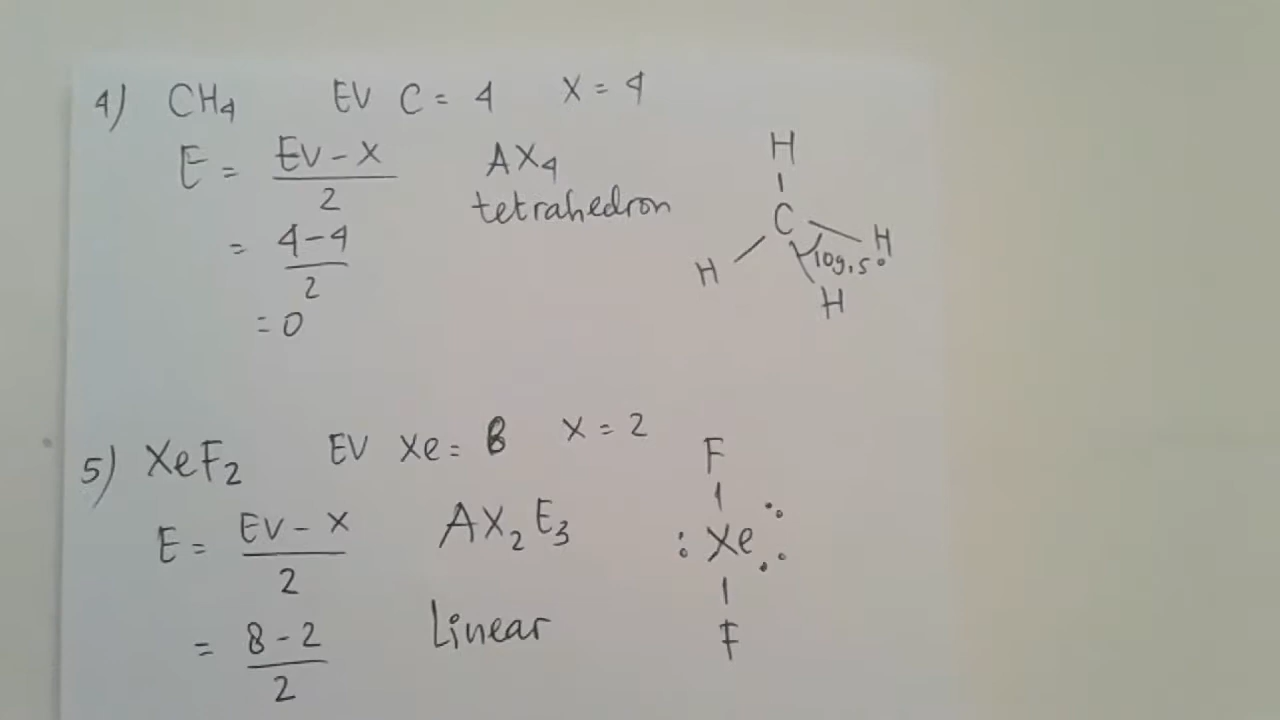 4) CH₄ EV C = 4 X = 4
E = EV - X / 2 AX₄
tetrahedron
= 4 - 4 / 2
= 0
H
C
H H
109,5°
H
5) XeF₂ EV Xe = 8 X = 2
E = EV - X / 2 AX₂E₃
= 8 - 2 / 2 Linear
F
: Xe : :
F